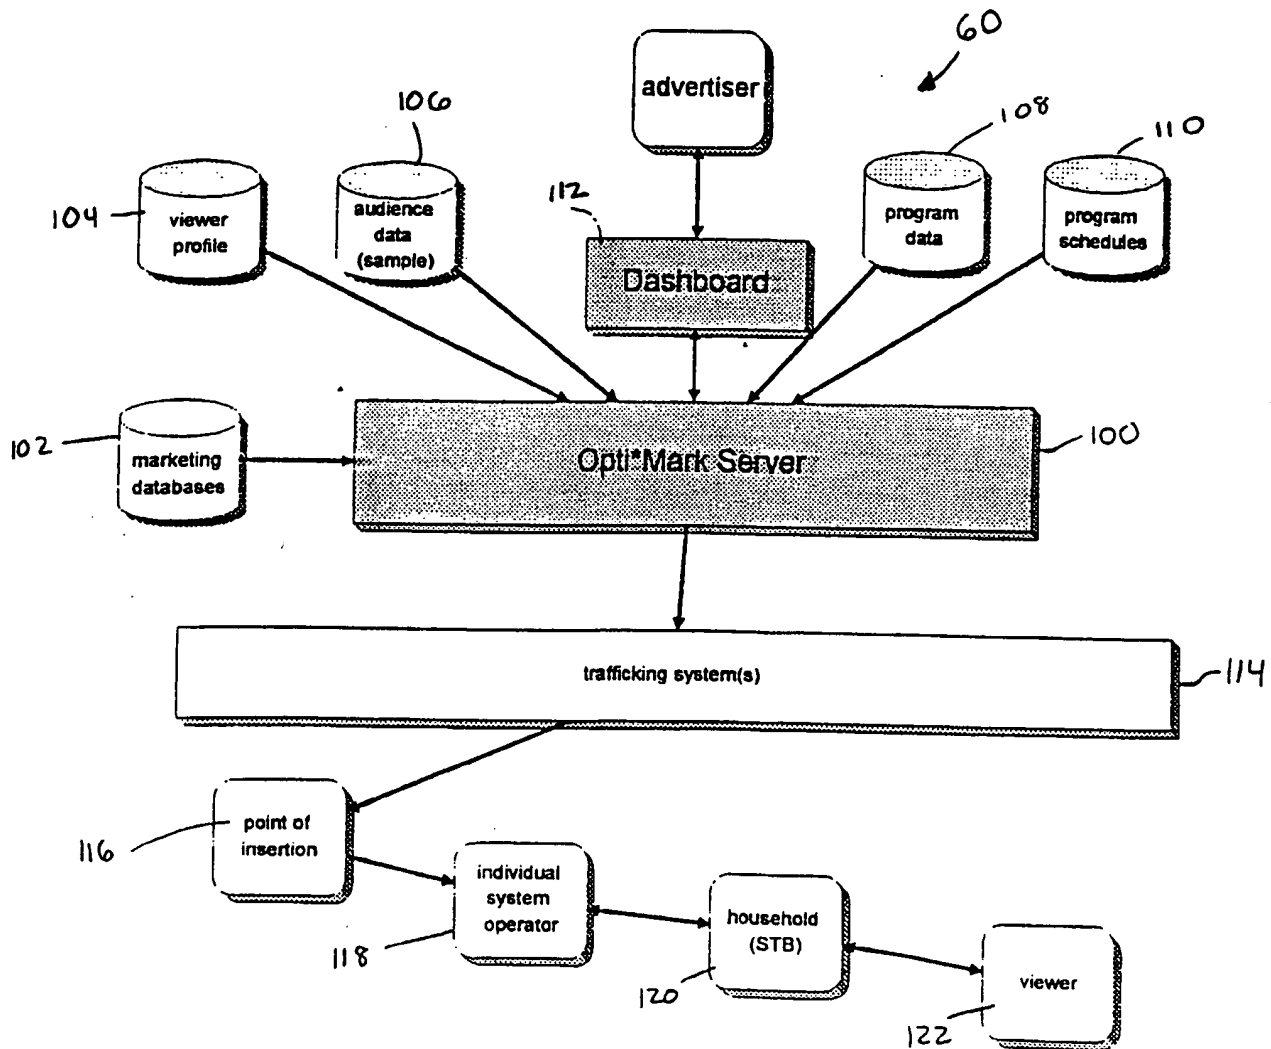 60
advertiser
106
108
110
112
104
viewer
profile
audience
data
(sample)
program
data
program
schedules
Dashboard
102
marketing
databases
Opti*Mark Server
100
trafficking system(s)
114
116
point of
insertion
118
individual
system
operator
120
household
(STB)
122
viewer